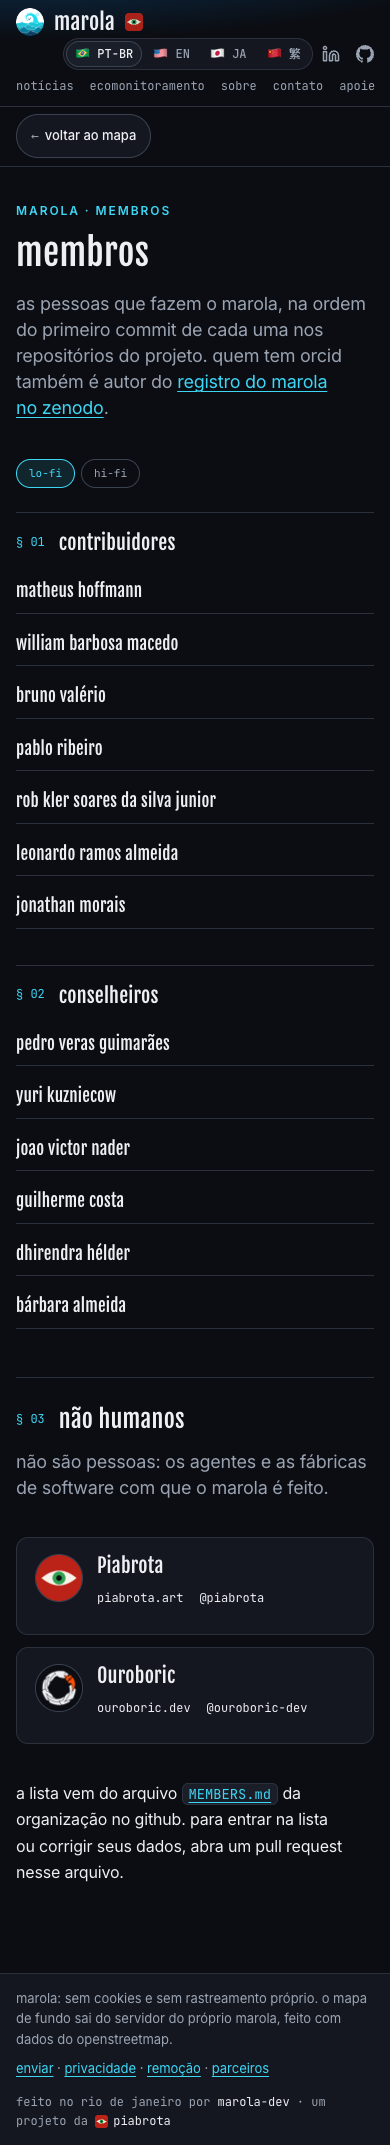 marola
PT-BR EN JA 繁
notícias ecomonitoramento sobre contato apoie
← voltar ao mapa
MAROLA · MEMBROS
membros
as pessoas que fazem o marola, na ordem
do primeiro commit de cada uma nos
repositórios do projeto. quem tem orcid
também é autor do registro do marola
no zenodo.
lo-fi hi-fi
§ 01 contribuidores
matheus hoffmann
william barbosa macedo
bruno valério
pablo ribeiro
rob kler soares da silva junior
leonardo ramos almeida
jonathan morais
§ 02 conselheiros
pedro veras guimarães
yuri kuzniecow
joao victor nader
guilherme costa
dhirendra hélder
bárbara almeida
§ 03 não humanos
não são pessoas: os agentes e as fábricas
de software com que o marola é feito.
Piabrota
piabrota.art @piabrota
Ouroboric
ouroboric.dev @ouroboric-dev
a lista vem do arquivo MEMBERS.md da
organização no github. para entrar na lista
ou corrigir seus dados, abra um pull request
nesse arquivo.
marola: sem cookies e sem rastreamento próprio. o mapa
de fundo sai do servidor do próprio marola, feito com
dados do openstreetmap.
enviar · privacidade · remoção · parceiros
feito no rio de janeiro por marola-dev · um
projeto da piabrota